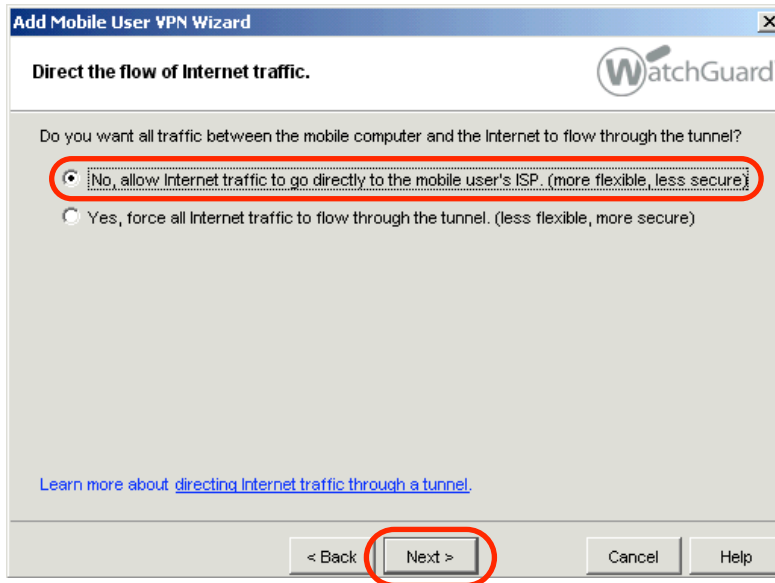 Add Mobile User VPN Wizard
Direct the flow of Internet traffic.
WatchGuard
Do you want all traffic between the mobile computer and the Internet to flow through the tunnel?
No, allow Internet traffic to go directly to the mobile user's ISP. (more flexible, less secure)
Yes, force all Internet traffic to flow through the tunnel. (less flexible, more secure)
Learn more about directing Internet traffic through a tunnel.
< Back Next > Cancel Help